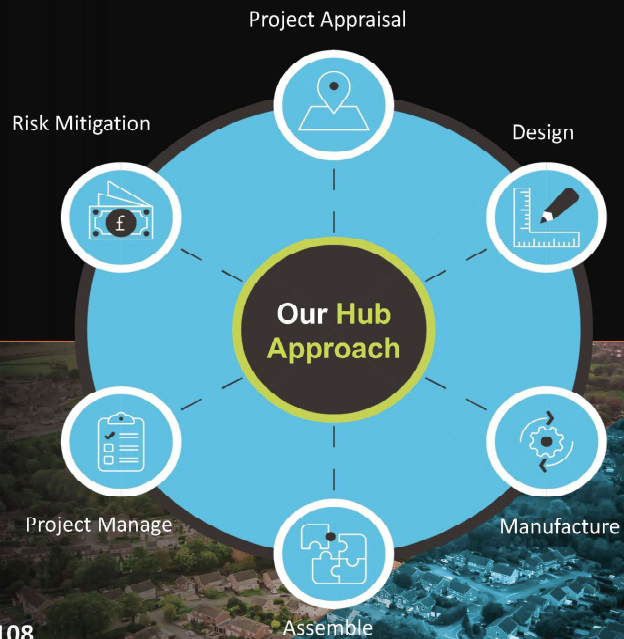 Project Appraisal
Risk Mitigation
Design
£
Our Hub
Approach
Project Manage
Manufacture
Assemble
108